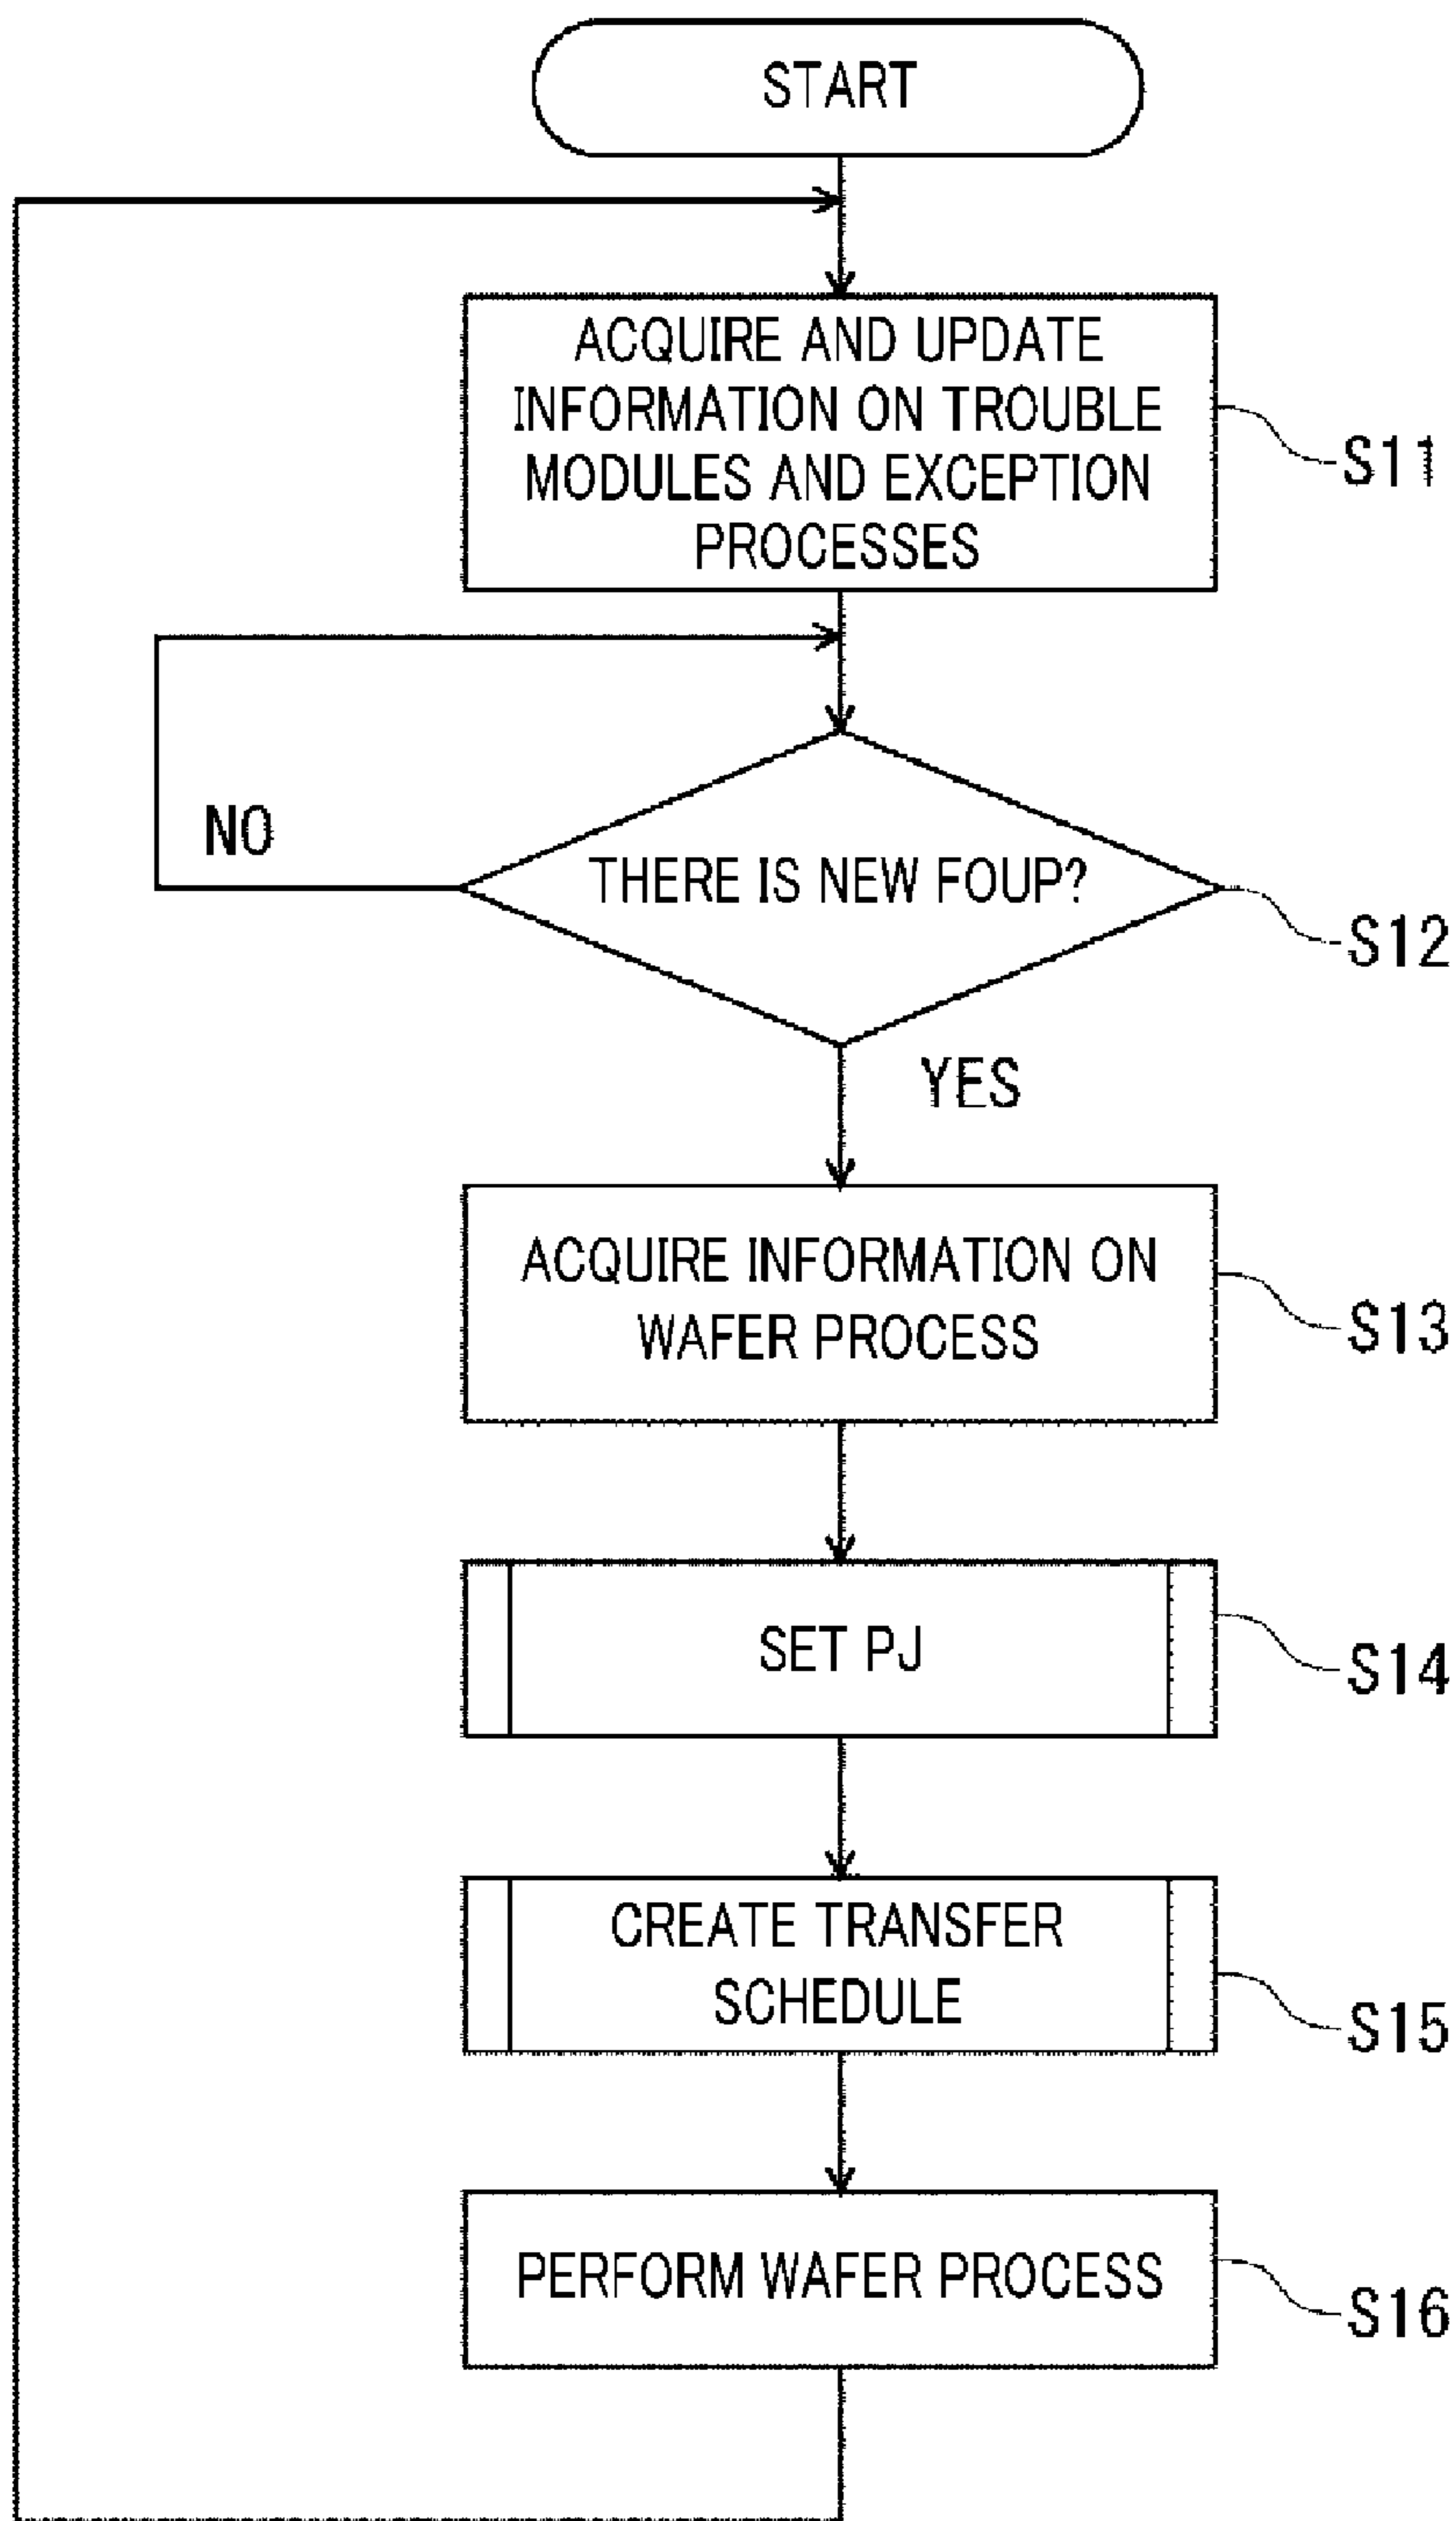 START
ACQUIRE AND UPDATE
INFORMATION ON TROUBLE
MODULES AND EXCEPTION
PROCESSES
S11
NO
THERE IS NEW FOUP?
S12
YES
ACQUIRE INFORMATION ON
WAFER PROCESS
S13
SET PJ
S14
CREATE TRANSFER
SCHEDULE
S15
PERFORM WAFER PROCESS
S16